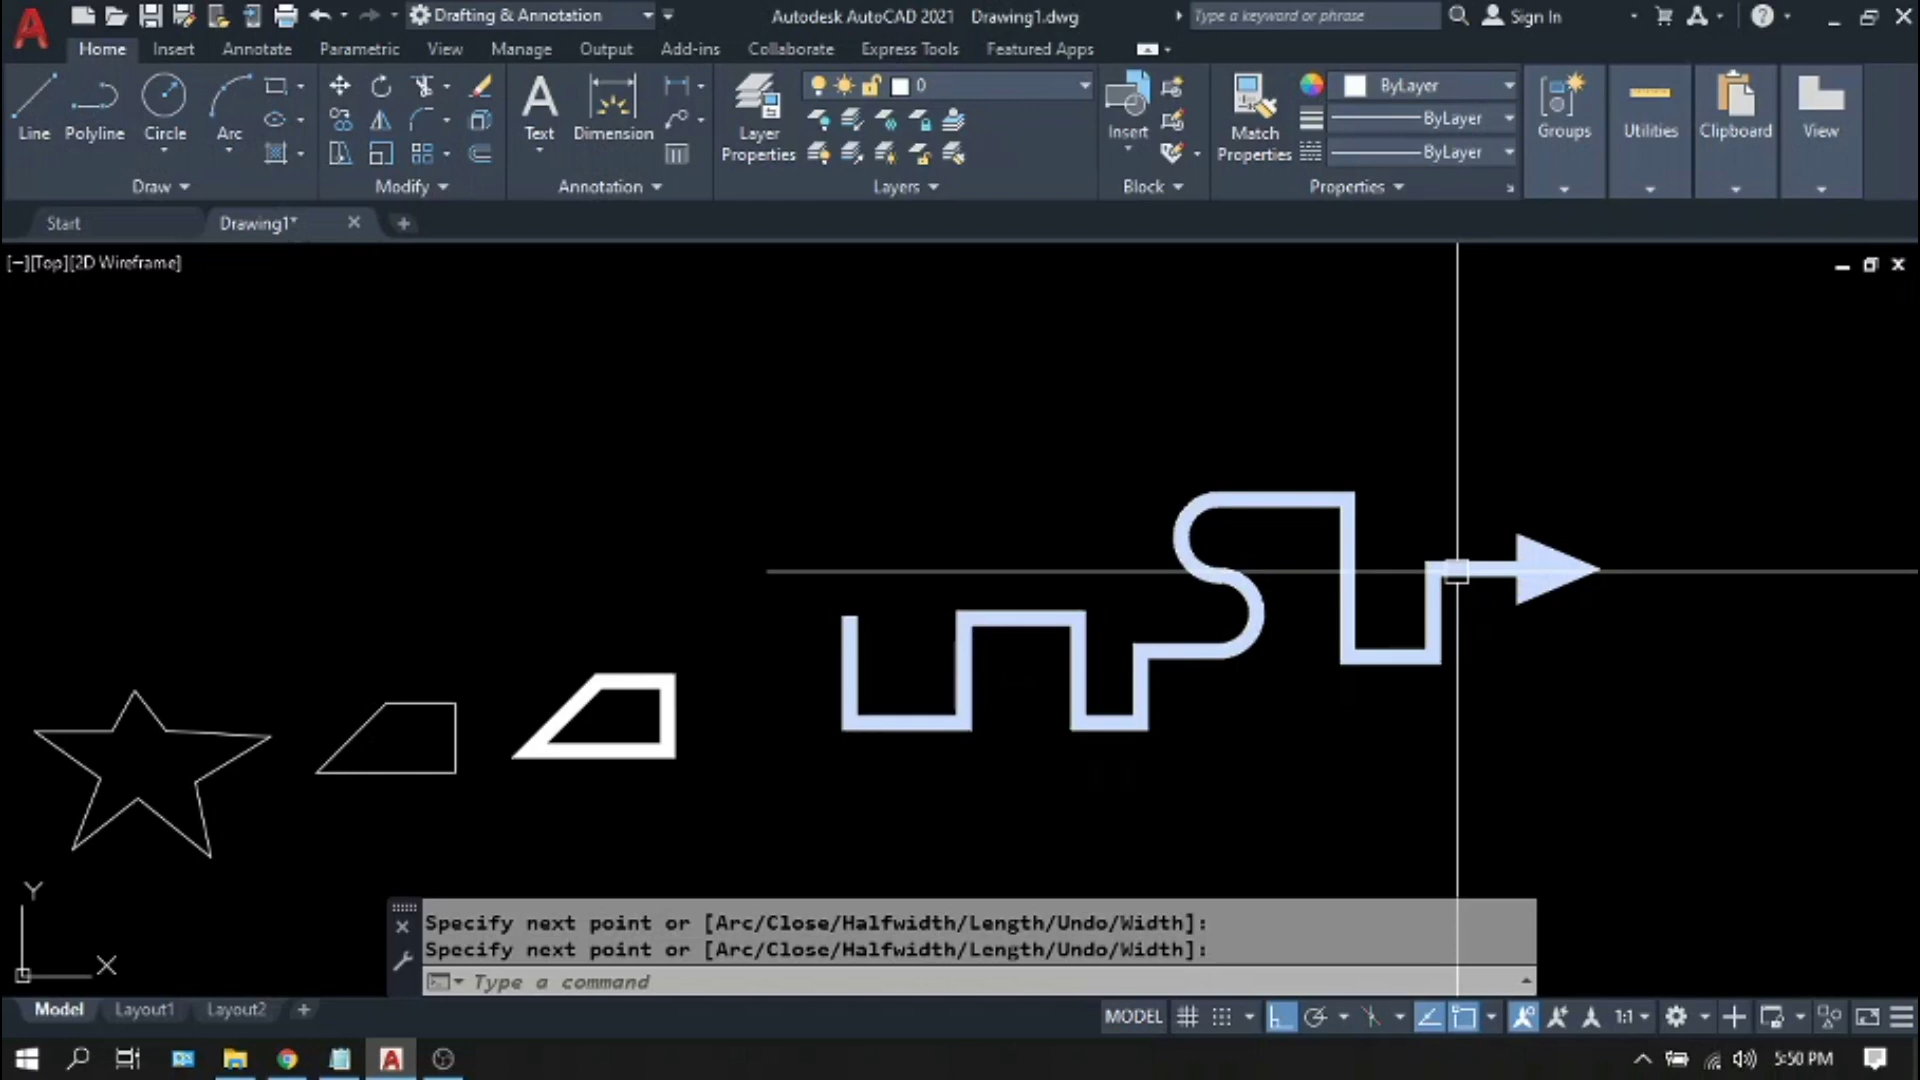 Drafting & Annotation
Autodesk AutoCAD 2021 Drawing1.dwg
Type a keyword or phrase
Sign In
Home Insert Annotate Parametric View Manage Output Add-ins Collaborate Express Tools Featured Apps
Line Polyline Circle Arc
Text Dimension
Layer Properties
0
Insert
Match Properties
ByLayer
ByLayer
ByLayer
Groups Utilities Clipboard View
Draw Modify Annotation Layers Block Properties
Start Drawing1*
[−][Top][2D Wireframe]
Y
X
Specify next point or [Arc/Close/Halfwidth/Length/Undo/Width]:
Specify next point or [Arc/Close/Halfwidth/Length/Undo/Width]:
Type a command
Model Layout1 Layout2
MODEL 1:1
5:50 PM